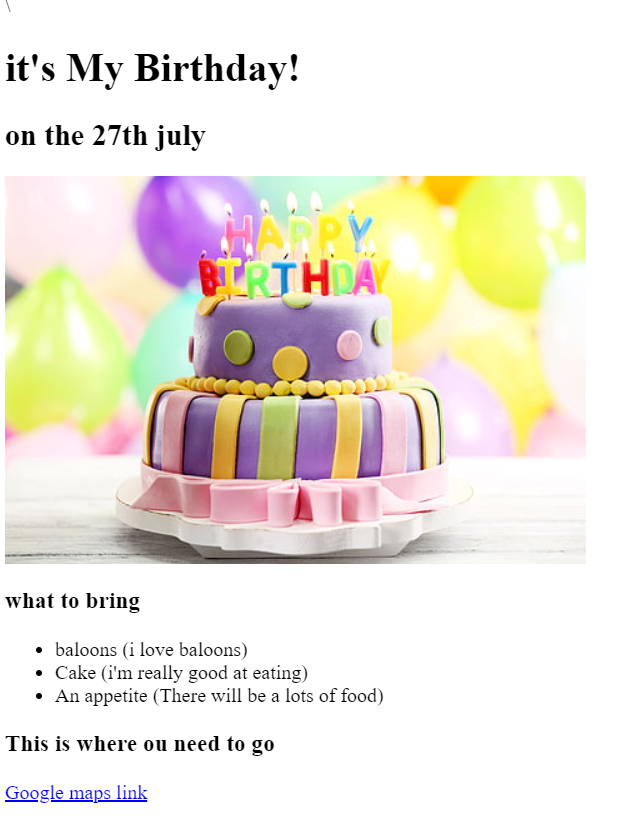 \
it's My Birthday!
on the 27th july
HAPPY
BIRTHDAY
what to bring
baloons (i love baloons)
Cake (i'm really good at eating)
An appetite (There will be a lots of food)
This is where ou need to go
Google maps link